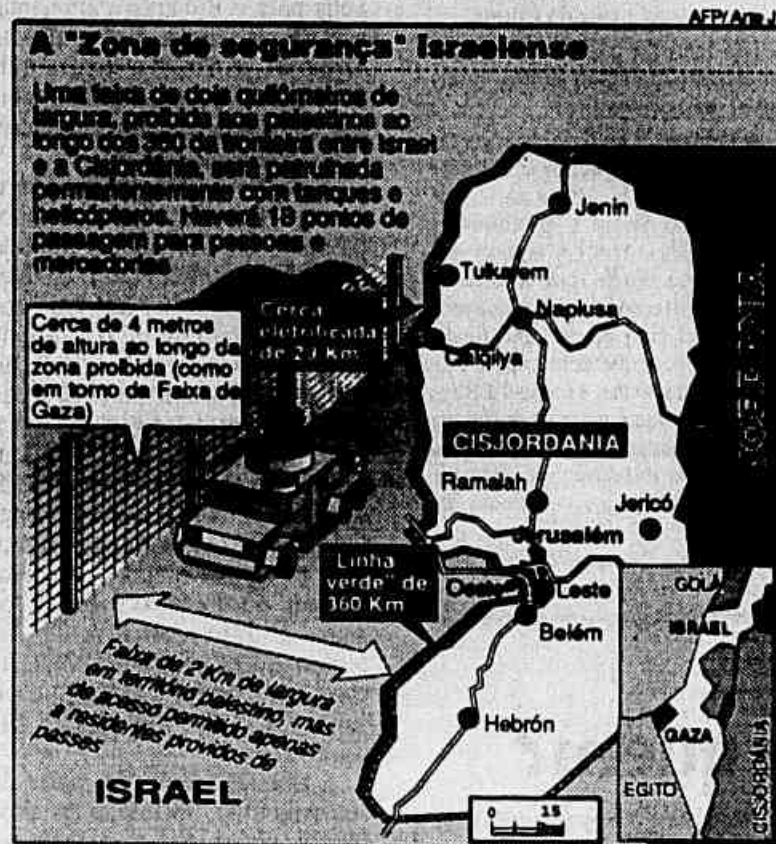 AFP/
A "Zona de segurança" israelense
Uma faixa de dois quilômetros de
largura, proibida aos palestinos ao
longo dos 360 da fronteira entre Israel
e a Cisjordânia, será patrulhada
permanentemente com tanques e
helicópteros. Haverá 18 pontos de
passagem para pessoas e
mercadorias
Cerca de 4 metros
de altura ao longo da
zona proibida (como
em torno da Faixa de
Gaza)
Cerca
eletrificada
de Km
Jenin
Tulkarem
Naplusa
Calqilya
CISJORDANIA
JORDANIA
Ramalah
Jericó
Jerusalém
Oeste
Leste
"Linha
verde" de
360 Km
Belém
Hebrón
Faixa de 2 Km de largura
em território palestino, mas
de acesso permitido apenas
a residentes providos de
passes
ISRAEL
0 15
GOLÃ
ISRAEL
GAZA
EGITO
CISJORDÂNIA